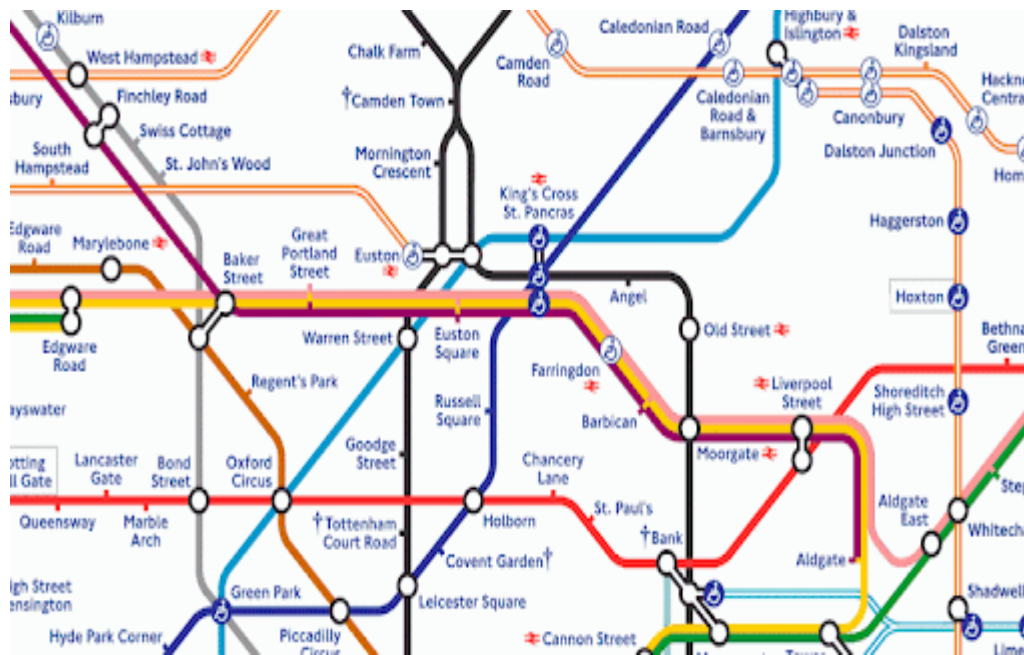 Kilburn
West Hampstead
Finchley Road
Swiss Cottage
St. John's Wood
South
Hampstead
Chalk Farm
†Camden Town
Mornington
Crescent
Camden
Road
Caledonian Road
Highbury &
Islington
Dalston
Kingsland
Caledonian
Road &
Barnsbury
Canonbury
Dalston Junction
Haggerston
Hoxton
Shoreditch
High Street
King's Cross
St. Pancras
Euston
Angel
Old Street
Edgware
Road
Marylebone
Baker
Street
Great
Portland
Street
Edgware
Road
Warren Street
Euston
Square
Farringdon
Barbican
Liverpool
Street
Moorgate
Green
Regent's Park
Russell
Square
Goodge
Street
Lancaster
Gate
Bond
Street
Oxford
Circus
Chancery
Lane
St. Paul's
Queensway
Marble
Arch
†Tottenham
Court Road
Holborn
Covent Garden†
†Bank
Aldgate
East
Aldgate
Green Park
Leicester Square
Hyde Park Corner
Piccadilly
Circus
Cannon Street